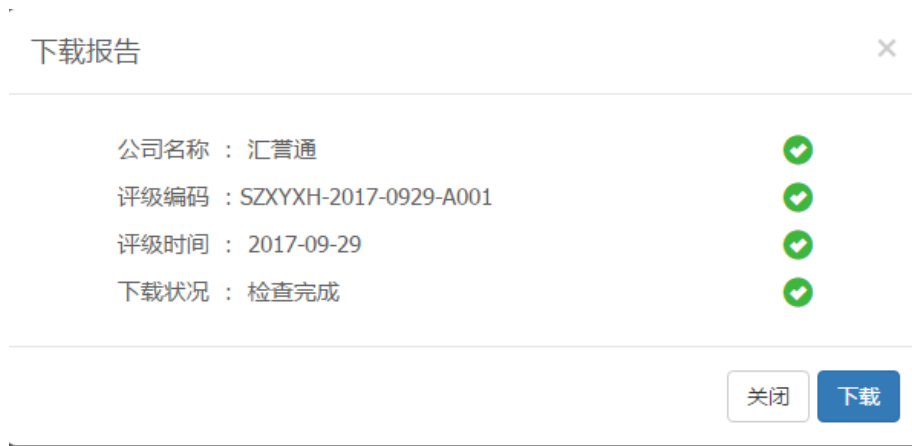 下载报告
公司名称 ： 汇誉通
评级编码 ：SZXYXH-2017-0929-A001
评级时间 ： 2017-09-29
下载状况 ： 检查完成
关闭 下载